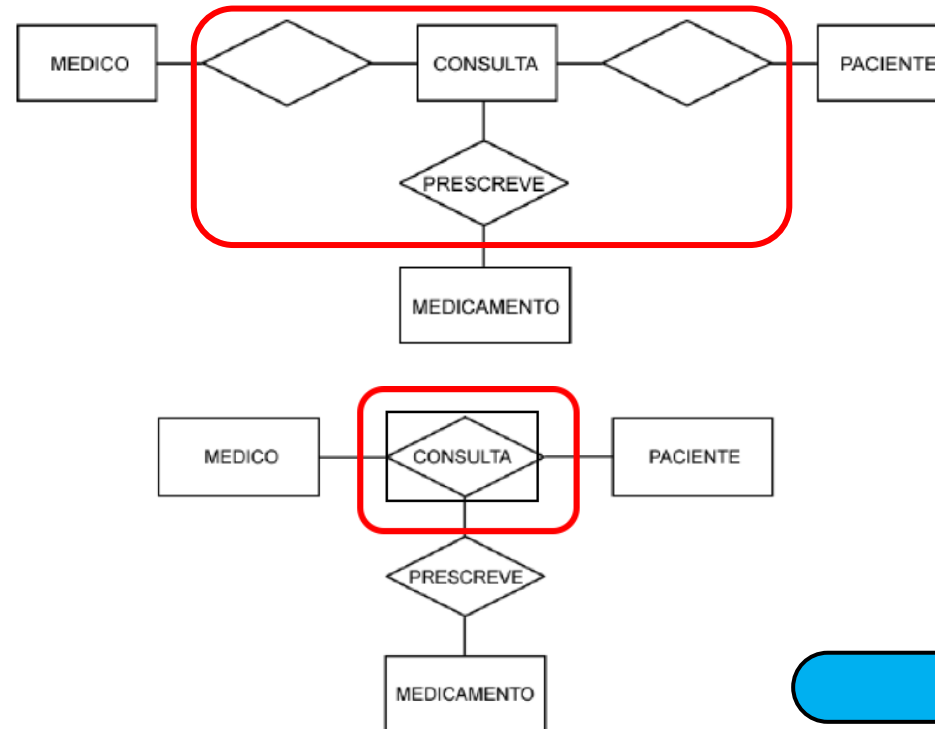 MEDICO
CONSULTA
PACIENTE
PRESCREVE
MEDICAMENTO
MEDICO
CONSULTA
PACIENTE
PRESCREVE
MEDICAMENTO